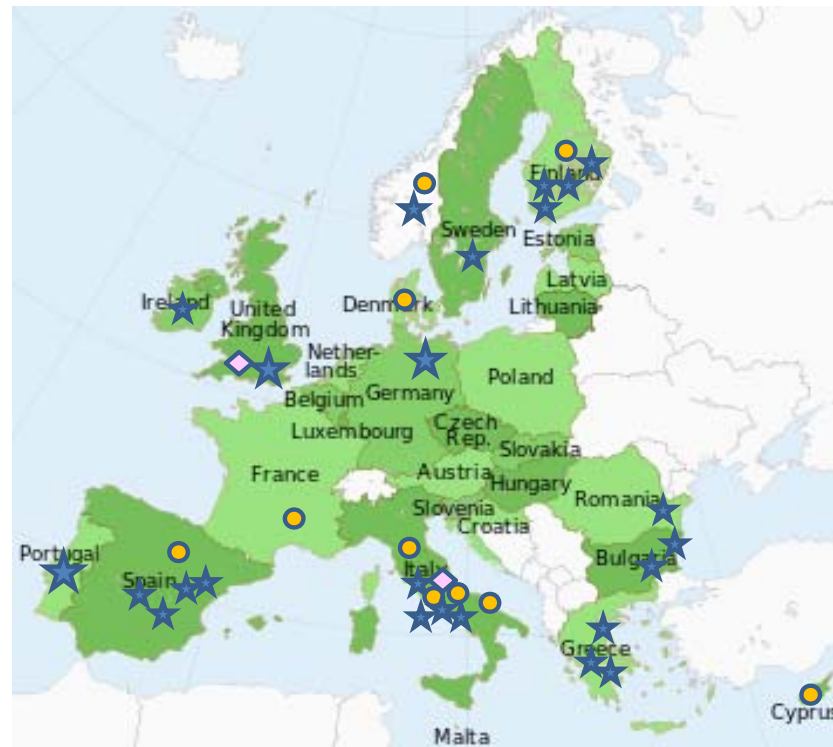 Finland
Sweden
Estonia
Latvia
Lithuania
Denmark
Ireland
United
Kingdom
Nether-
lands
Belgium
Germany
Poland
Luxembourg
Czech
Rep.
Slovakia
France
Austria
Hungary
Slovenia
Romania
Croatia
Portugal
Spain
Italy
Bulgaria
Greece
Cyprus
Malta